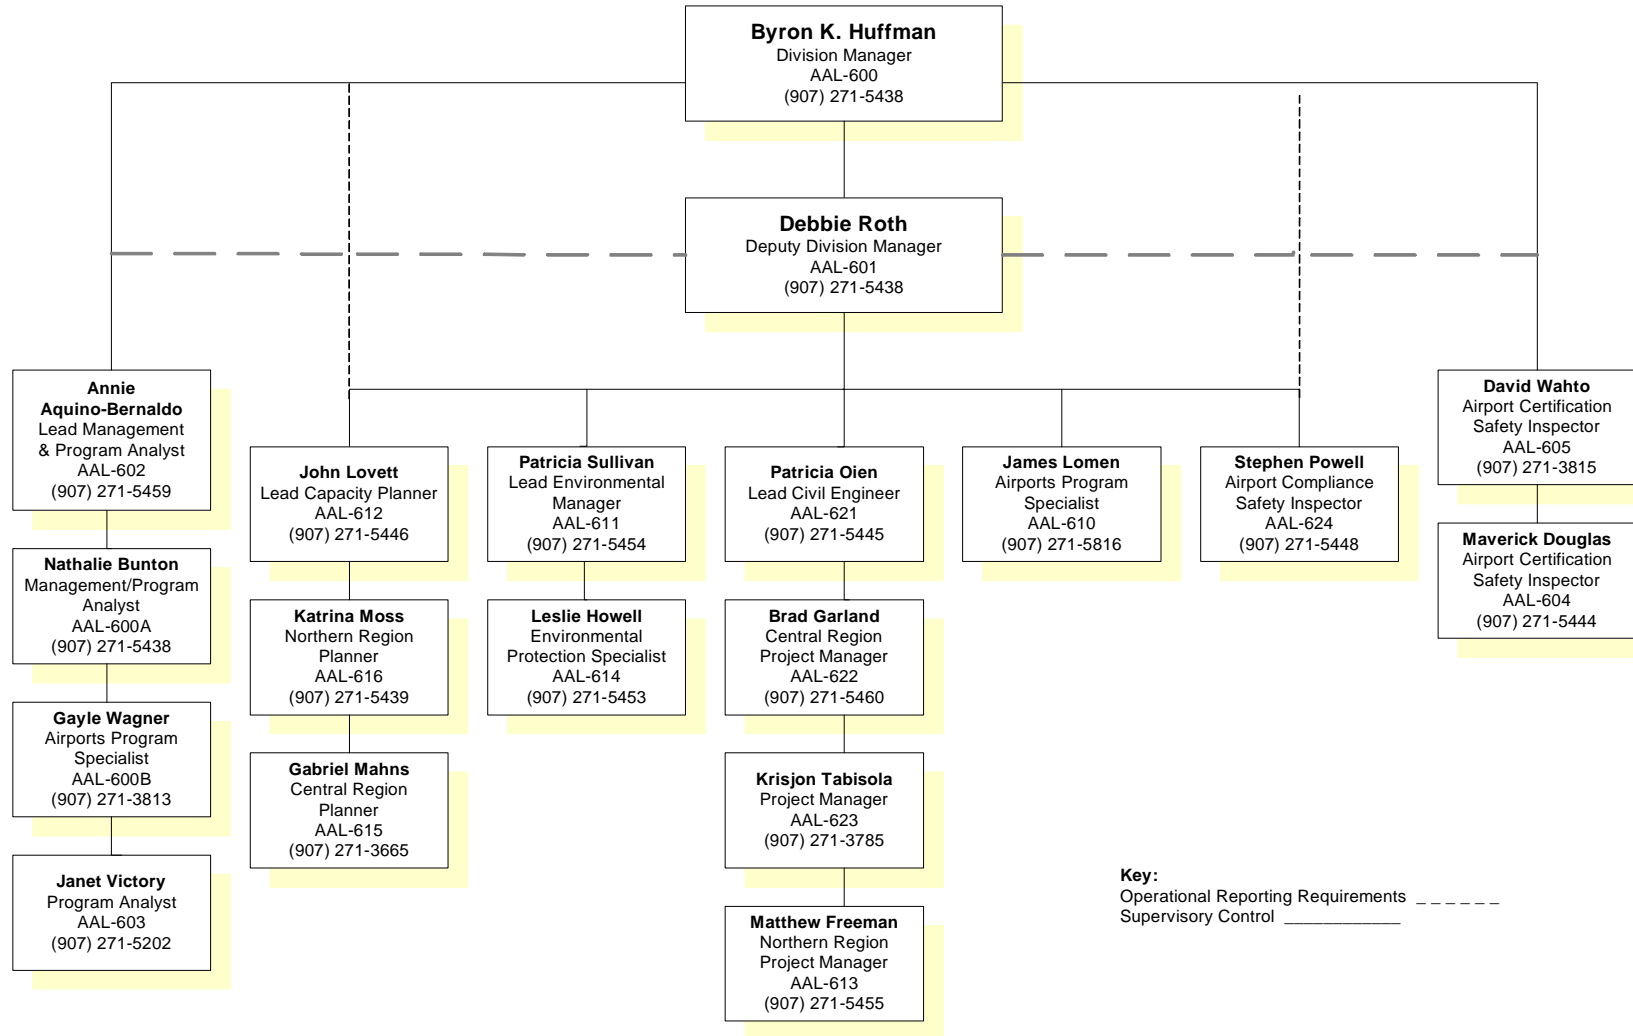 Byron K. Huffman
Division Manager
AAL-600
(907) 271-5438
Debbie Roth
Deputy Division Manager
AAL-601
(907) 271-5438
Annie
Aquino-Bernaldo
Lead Management
& Program Analyst
AAL-602
(907) 271-5459
Nathalie Bunton
Management/Program
Analyst
AAL-600A
(907) 271-5438
Gayle Wagner
Airports Program
Specialist
AAL-600B
(907) 271-3813
Janet Victory
Program Analyst
AAL-603
(907) 271-5202
John Lovett
Lead Capacity Planner
AAL-612
(907) 271-5446
Katrina Moss
Northern Region
Planner
AAL-616
(907) 271-5439
Gabriel Mahns
Central Region
Planner
AAL-615
(907) 271-3665
Patricia Sullivan
Lead Environmental
Manager
AAL-611
(907) 271-5454
Leslie Howell
Environmental
Protection Specialist
AAL-614
(907) 271-5453
Patricia Oien
Lead Civil Engineer
AAL-621
(907) 271-5445
Brad Garland
Central Region
Project Manager
AAL-622
(907) 271-5460
Krisjon Tabisola
Project Manager
AAL-623
(907) 271-3785
Matthew Freeman
Northern Region
Project Manager
AAL-613
(907) 271-5455
James Lomen
Airports Program
Specialist
AAL-610
(907) 271-5816
Stephen Powell
Airport Compliance
Safety Inspector
AAL-624
(907) 271-5448
David Wahto
Airport Certification
Safety Inspector
AAL-605
(907) 271-3815
Maverick Douglas
Airport Certification
Safety Inspector
AAL-604
(907) 271-5444
Key:
Operational Reporting Requirements _ _ _ _ _ _
Supervisory Control ____________